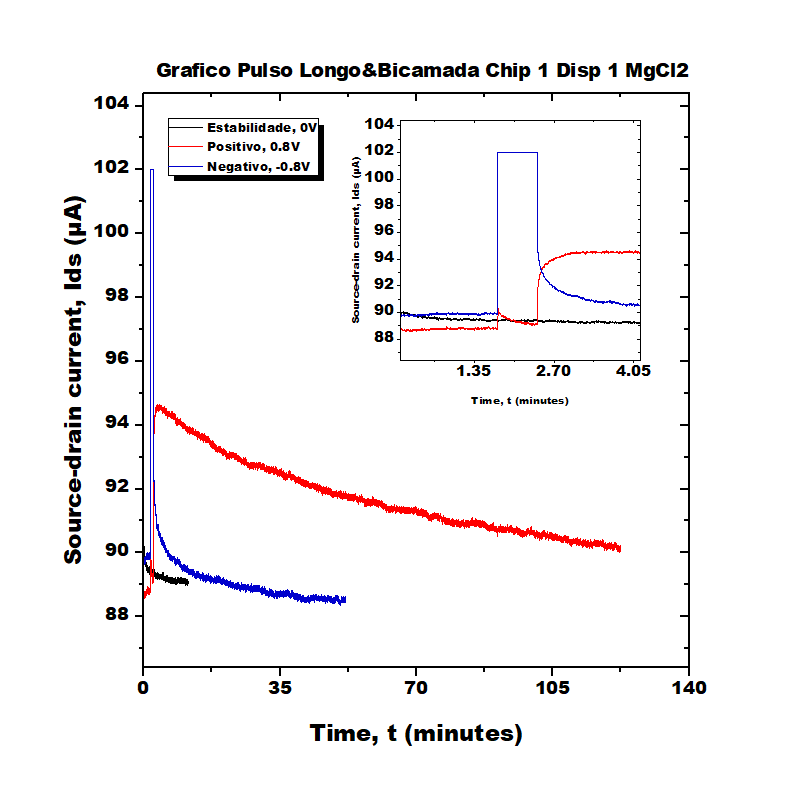 Grafico Pulso Longo&Bicamada Chip 1 Disp 1 MgCl2
Source-drain current, Ids (µA)
104
102
100
98
96
94
92
90
88
Estabilidade, 0V
Positivo, 0.8V
Negativo, -0.8V
Source-drain current, Ids (µA)
104
102
100
98
96
94
92
90
88
1.35 2.70 4.05
Time, t (minutes)
0 35 70 105 140
Time, t (minutes)